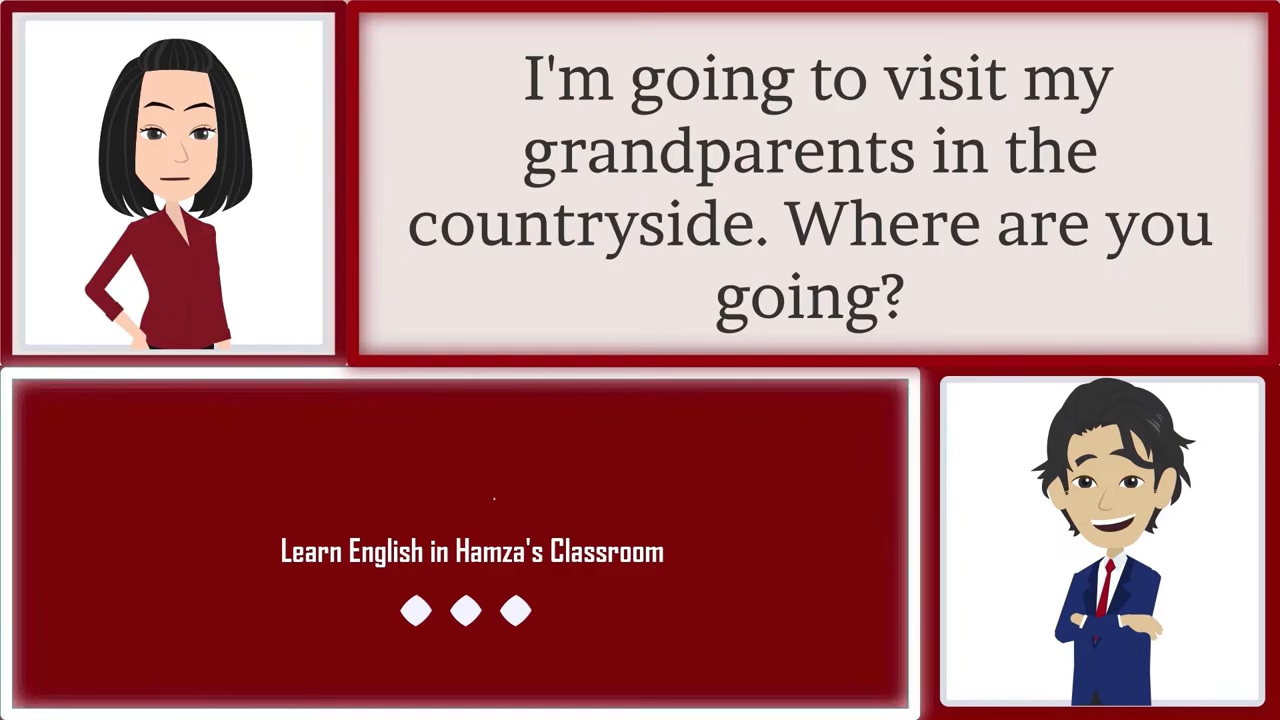 I'm going to visit my
grandparents in the
countryside. Where are you
going?
Learn English in Hamza's Classroom